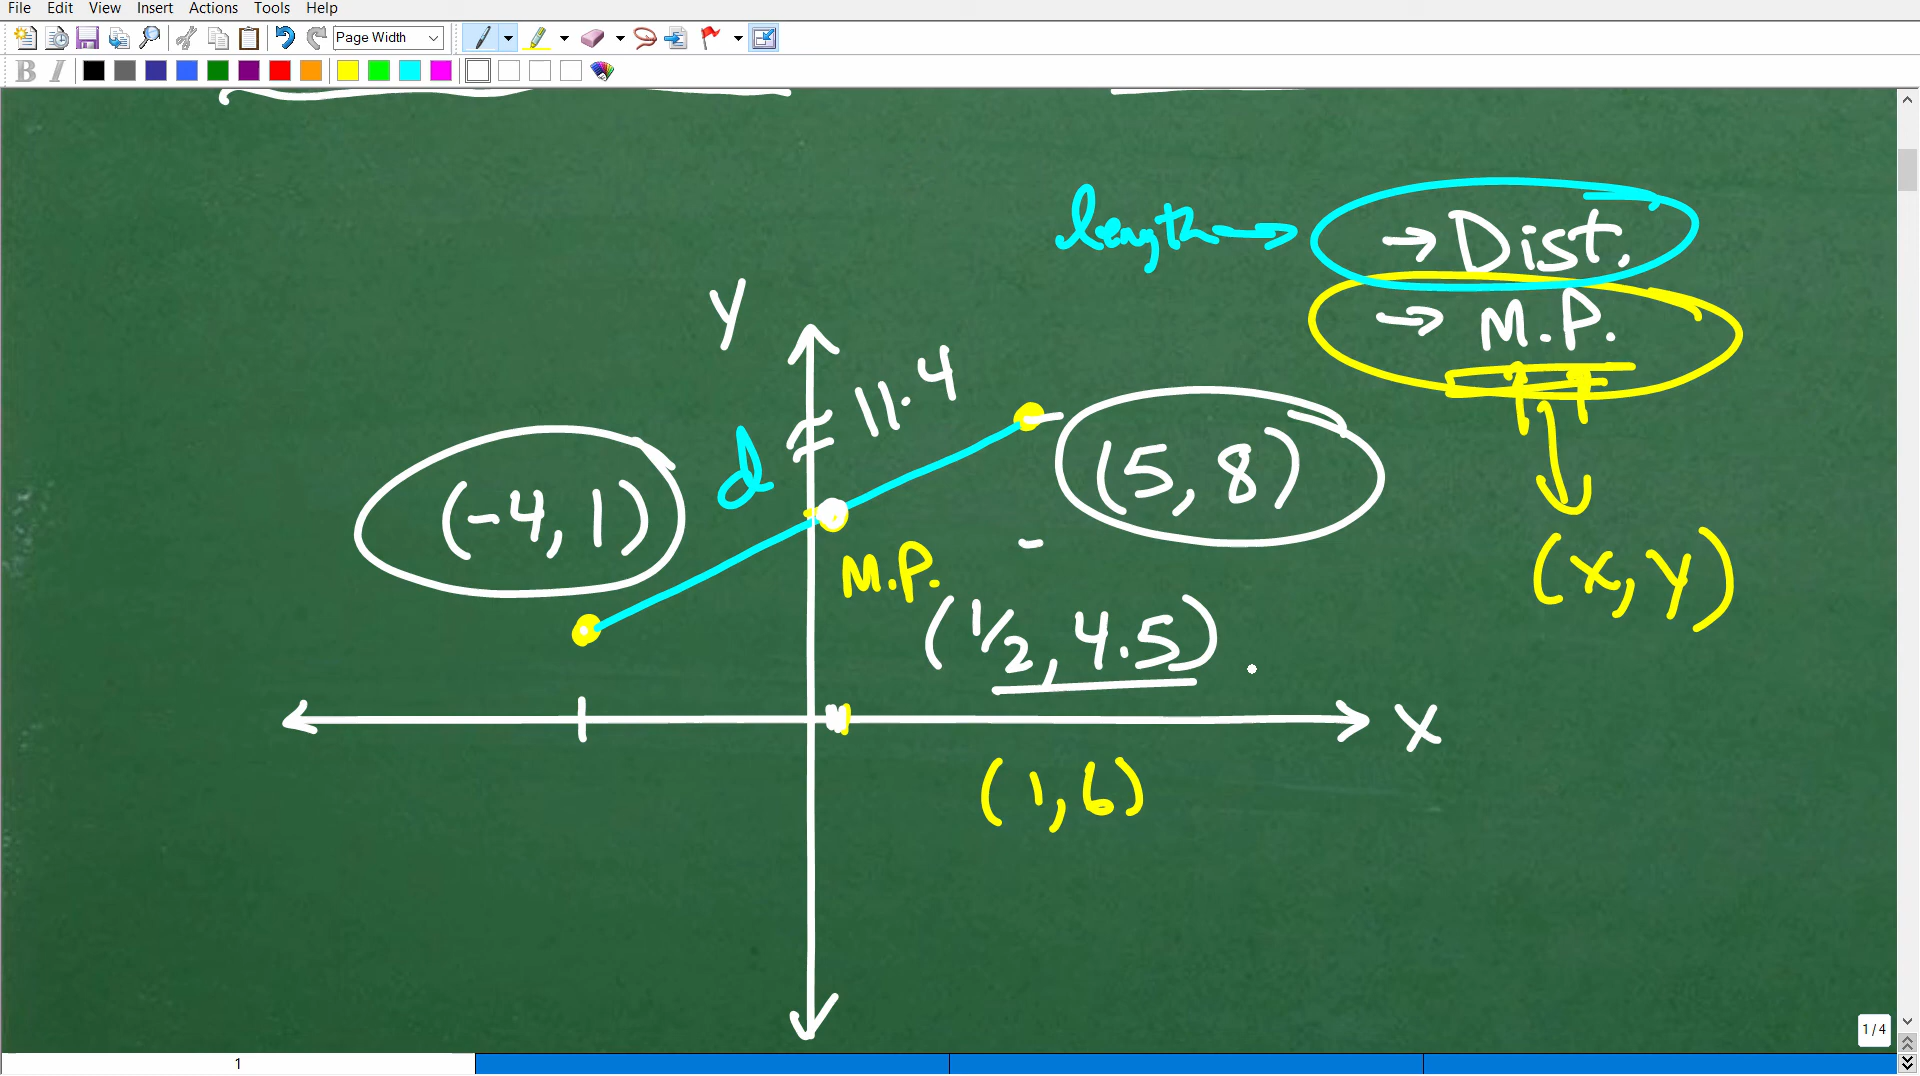 File Edit View Insert Actions Tools Help
Page Width
B I
length → → Dist.
→ M.P.
y
d = 11.4
(-4, 1)
(5, 8)
M.P.
(x, y)
(1/2, 4.5)
x
(1, 6)
1 / 4
1